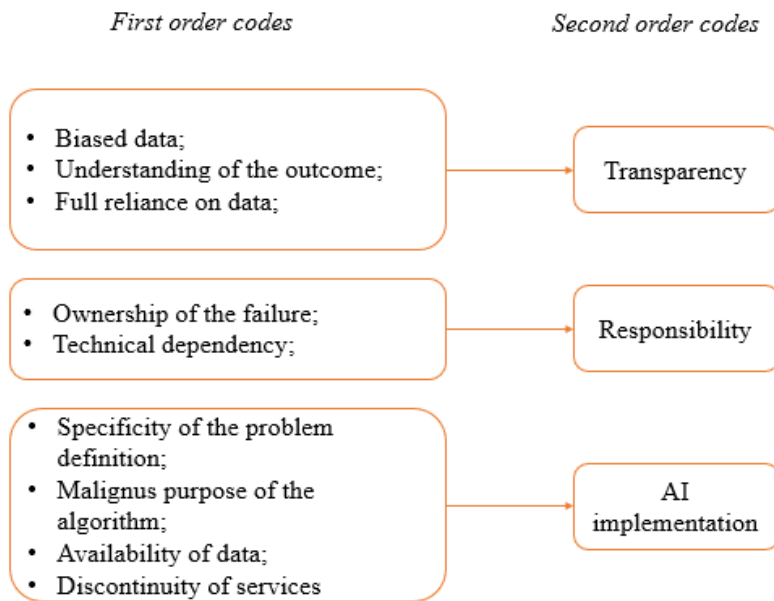 First order codes
Second order codes
• Biased data;
• Understanding of the outcome;
• Full reliance on data;
Transparency
• Ownership of the failure;
• Technical dependency;
Responsibility
• Specificity of the problem
definition;
• Malignus purpose of the
algorithm;
• Availability of data;
• Discontinuity of services
AI
implementation